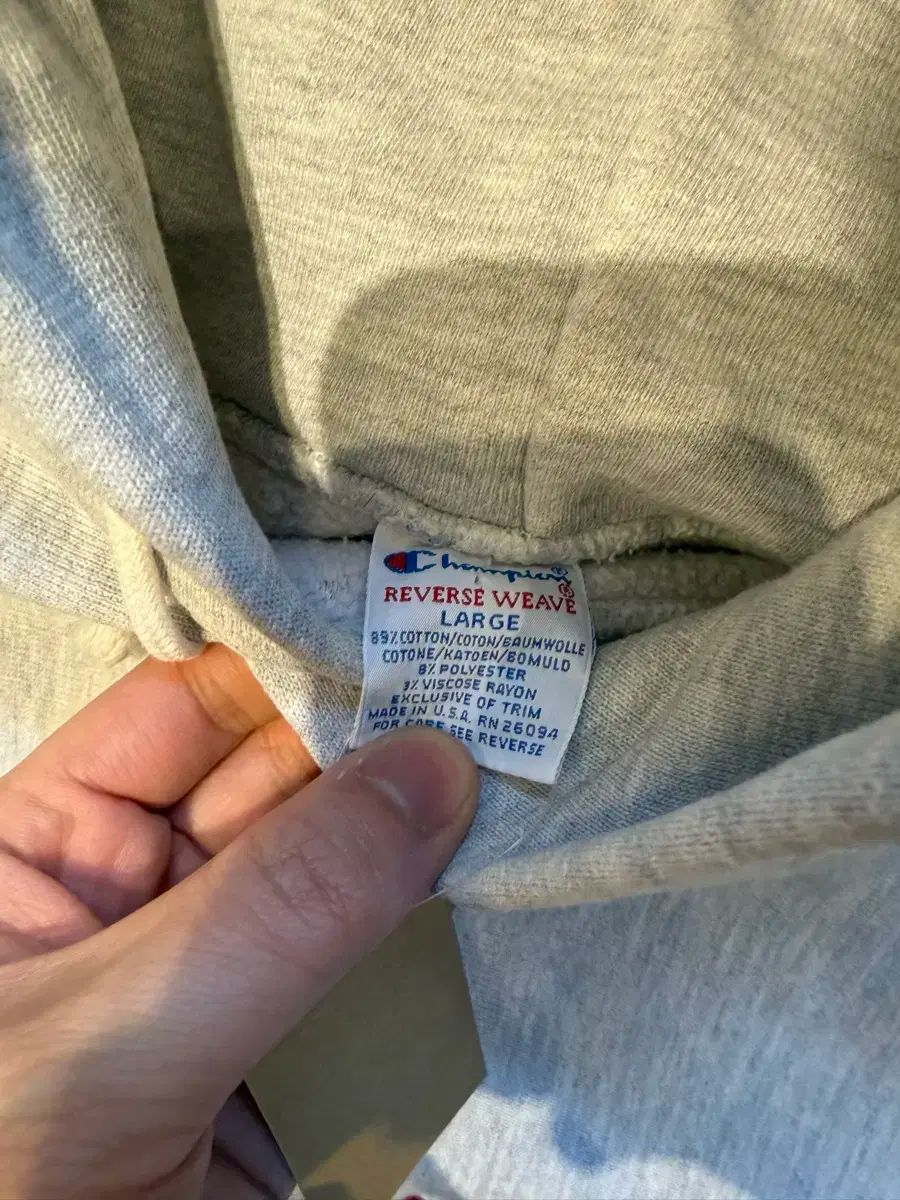 Champion®
REVERSE WEAVE®
LARGE
89% COTTON/COTON/BAUMWOLLE
COTONE/KATOEN/BOMULD
8% POLYESTER
3% VISCOSE RAYON
EXCLUSIVE OF TRIM
MADE IN U.S.A. RN 26094
FOR CARE SEE REVERSE